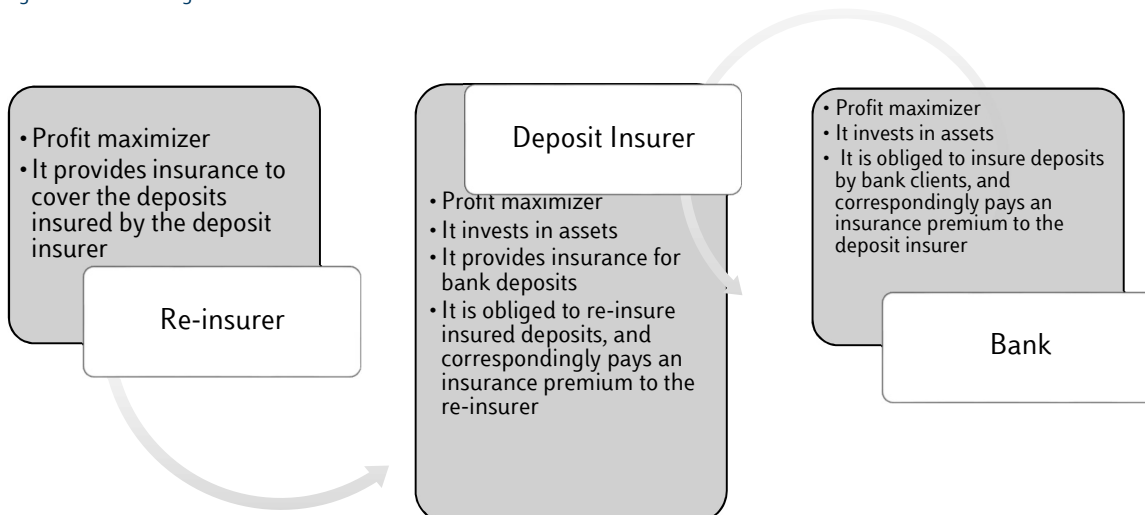 • Profit maximizer
• It provides insurance to
cover the deposits
insured by the deposit
insurer
Re-insurer
Deposit Insurer
• Profit maximizer
• It invests in assets
• It provides insurance for
bank deposits
• It is obliged to re-insure
insured deposits, and
correspondingly pays an
insurance premium to the
re-insurer
• Profit maximizer
• It invests in assets
• It is obliged to insure deposits
by bank clients, and
correspondingly pays an
insurance premium to the
deposit insurer
Bank